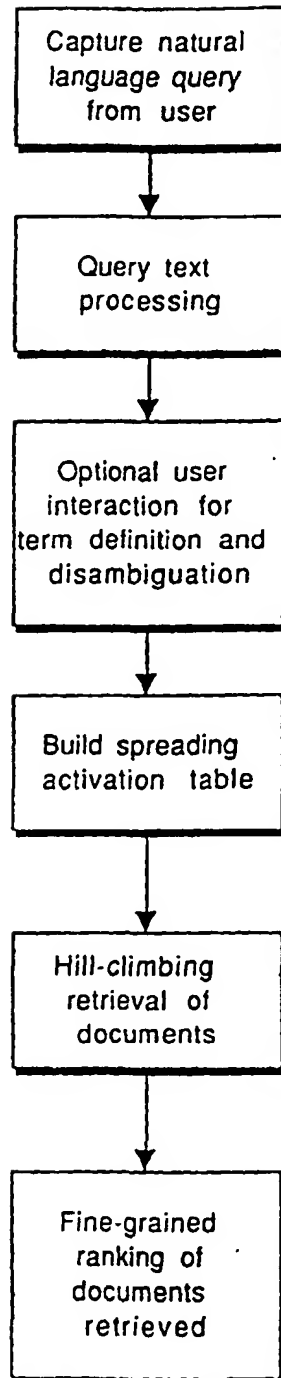 Capture natural
language query
from user
Query text
processing
Optional user
interaction for
term definition and
disambiguation
Build spreading
activation table
Hill-climbing
retrieval of
documents
Fine-grained
ranking of
documents
retrieved